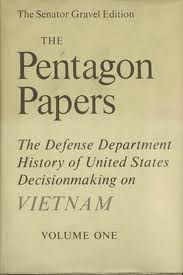 The Senator Gravel Edition
THE
Pentagon
Papers
The Defense Department
History of United States
Decisionmaking on
VIETNAM
VOLUME ONE